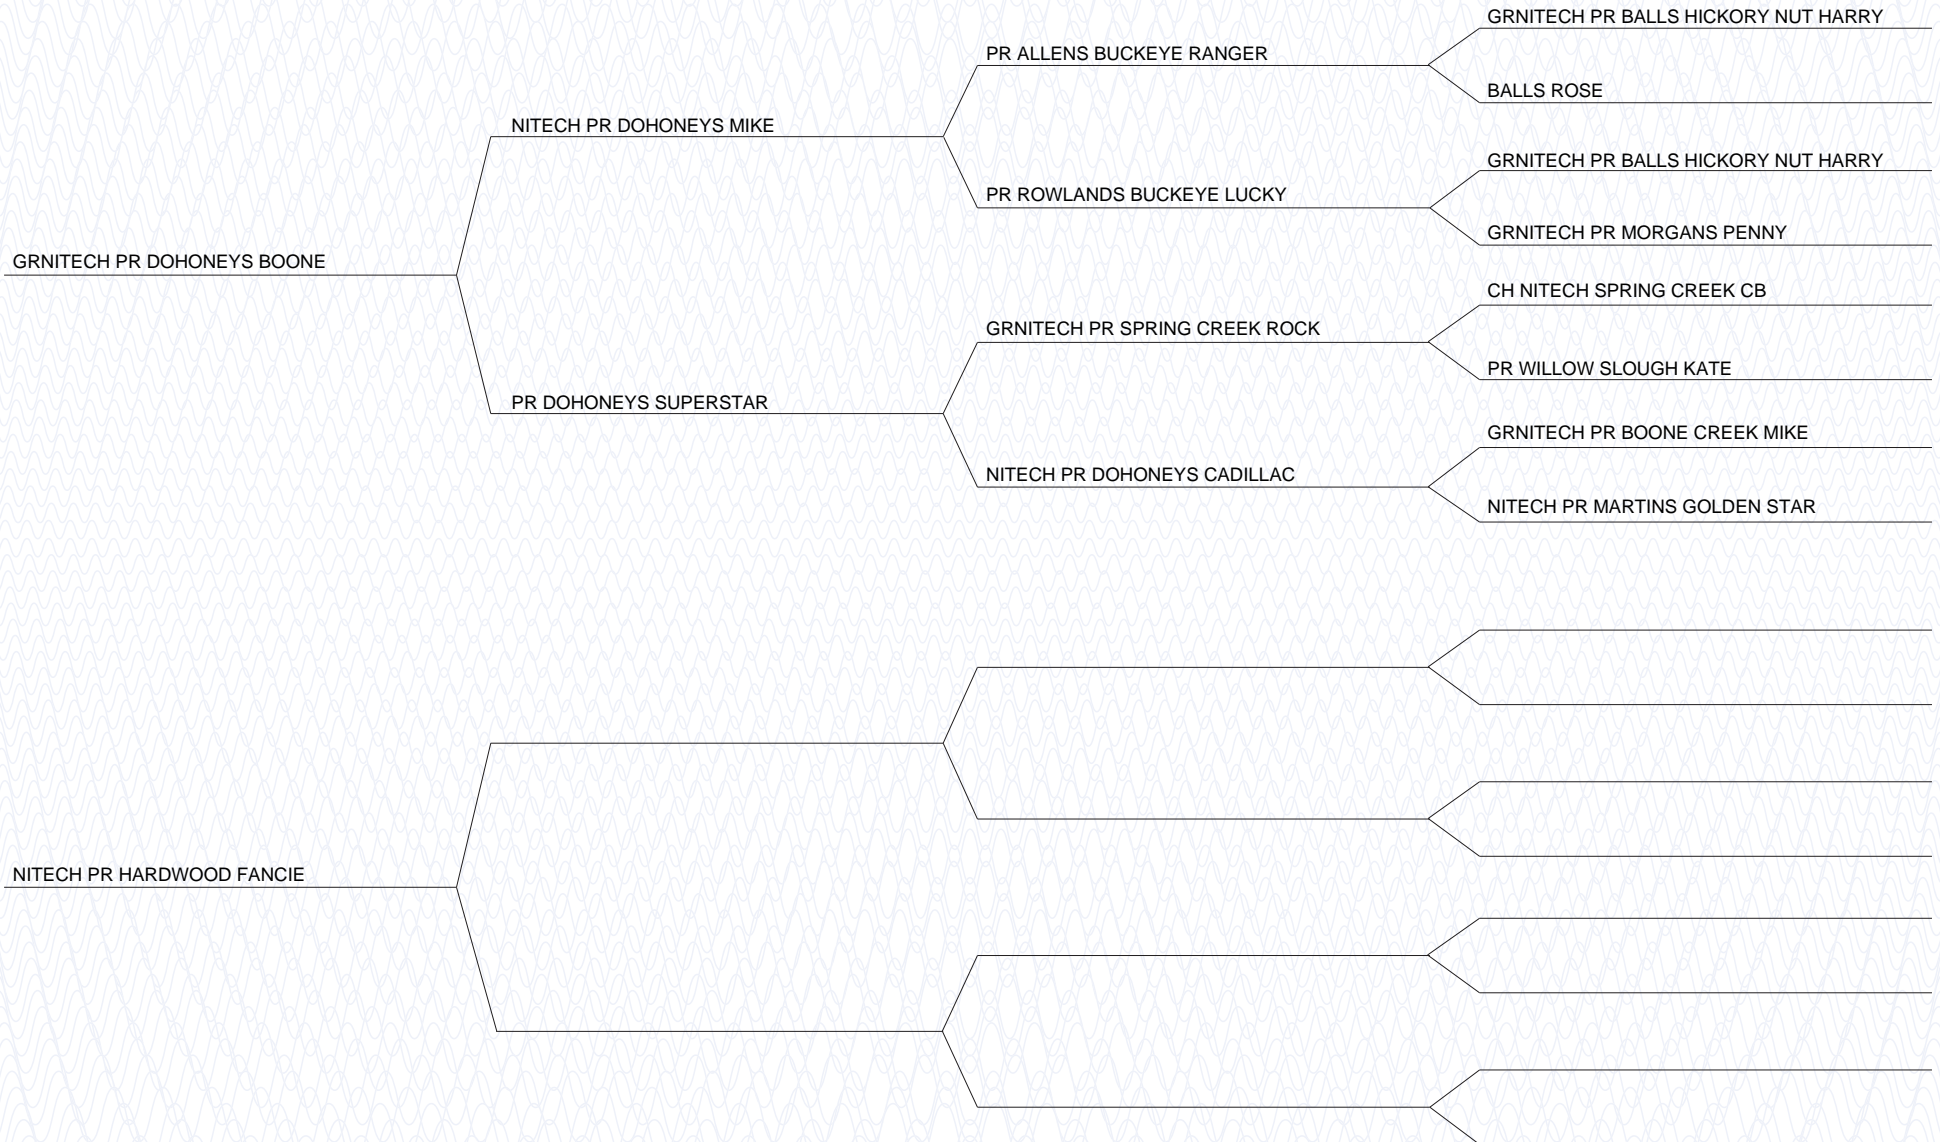 GRNITECH PR BALLS HICKORY NUT HARRY
PR ALLENS BUCKEYE RANGER
BALLS ROSE
NITECH PR DOHONEYS MIKE
GRNITECH PR BALLS HICKORY NUT HARRY
PR ROWLANDS BUCKEYE LUCKY
GRNITECH PR MORGANS PENNY
GRNITECH PR DOHONEYS BOONE
CH NITECH SPRING CREEK CB
GRNITECH PR SPRING CREEK ROCK
PR WILLOW SLOUGH KATE
PR DOHONEYS SUPERSTAR
GRNITECH PR BOONE CREEK MIKE
NITECH PR DOHONEYS CADILLAC
NITECH PR MARTINS GOLDEN STAR
NITECH PR HARDWOOD FANCIE